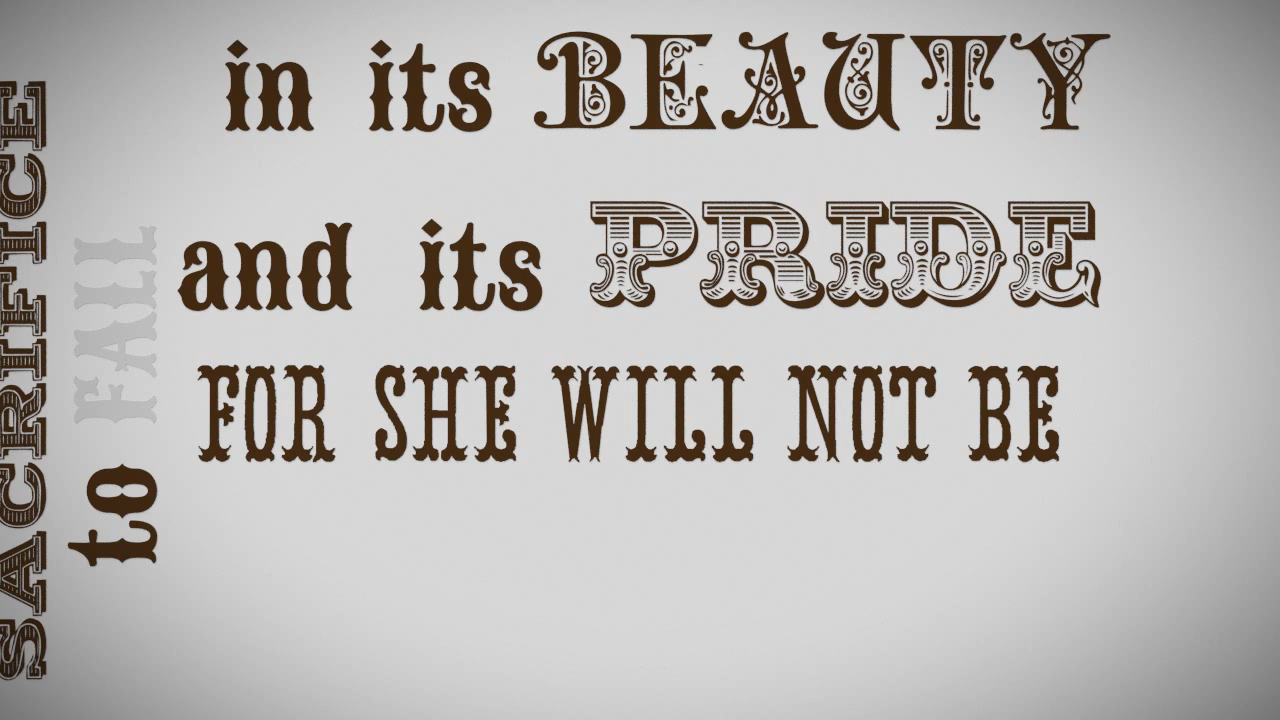 SACRIFICE
to FALL
in its BEAUTY
and its PRIDE
FOR SHE WILL NOT BE